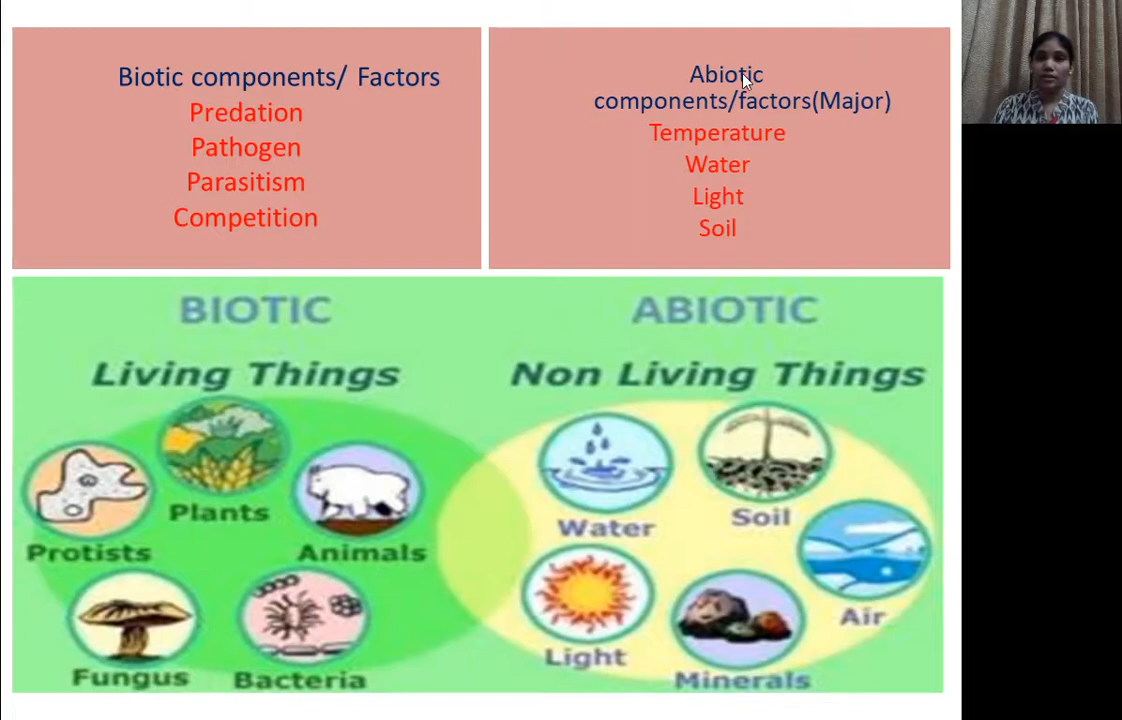 Biotic components/ Factors
Predation
Pathogen
Parasitism
Competition
Abiotic
components/factors(Major)
Temperature
Water
Light
Soil
BIOTIC
Living Things
Protists
Plants
Animals
Fungus
Bacteria
ABIOTIC
Non Living Things
Water
Soil
Air
Light
Minerals